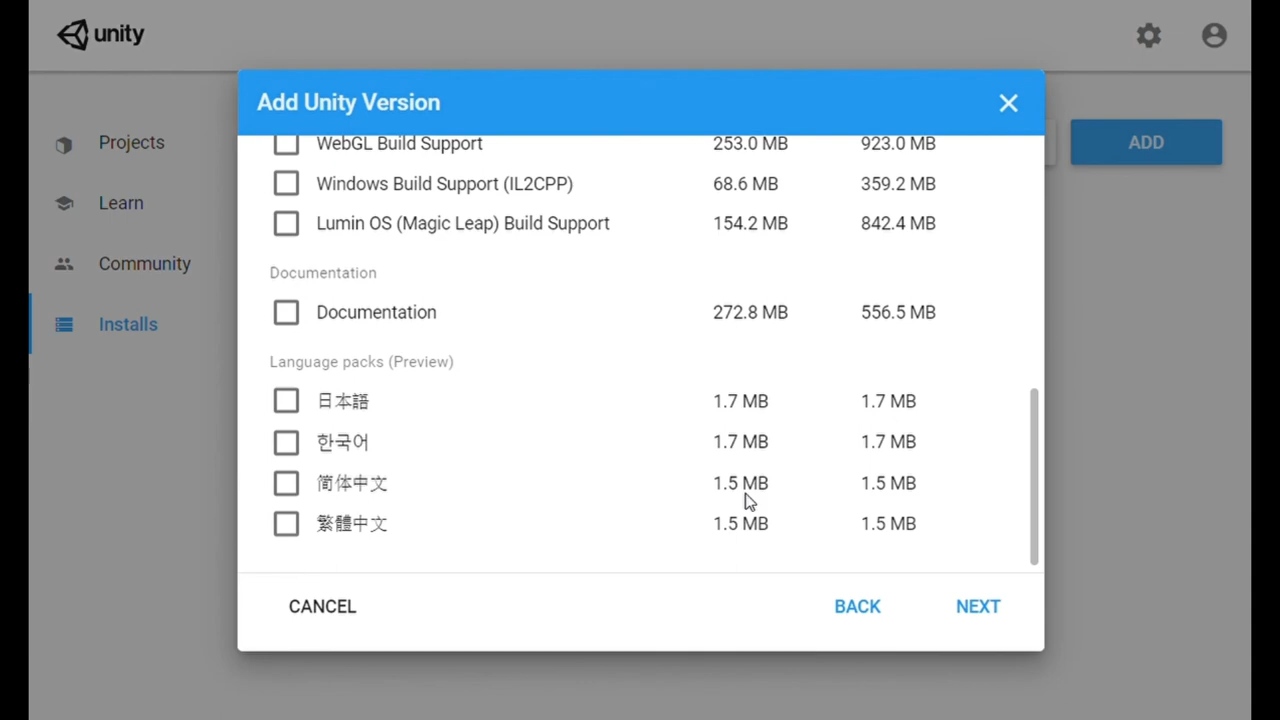 unity
Add Unity Version
Projects
Learn
Community
Installs
ADD
WebGL Build Support 253.0 MB 923.0 MB
Windows Build Support (IL2CPP) 68.6 MB 359.2 MB
Lumin OS (Magic Leap) Build Support 154.2 MB 842.4 MB
Documentation
Documentation 272.8 MB 556.5 MB
Language packs (Preview)
日本語 1.7 MB 1.7 MB
한국어 1.7 MB 1.7 MB
简体中文 1.5 MB 1.5 MB
繁體中文 1.5 MB 1.5 MB
CANCEL BACK NEXT